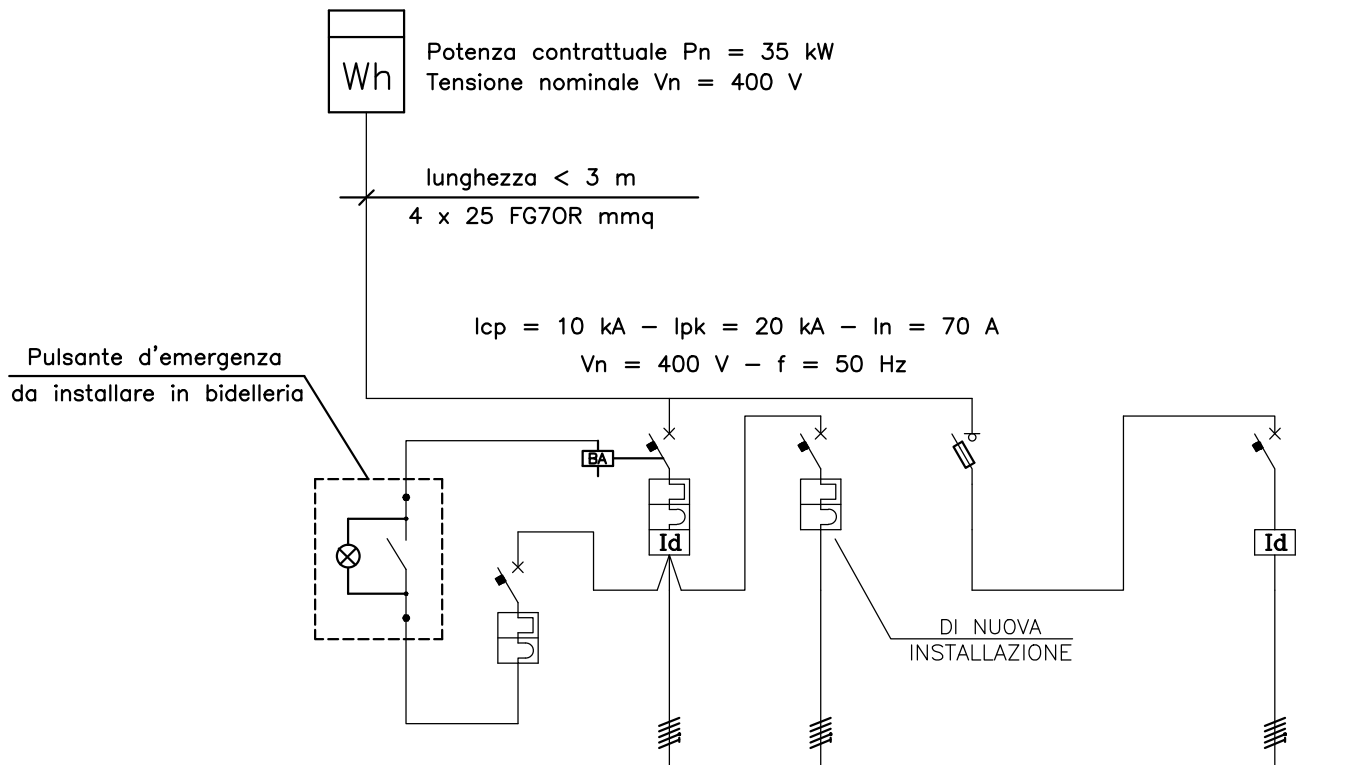 Potenza contrattuale Pn = 35 kW
Wh
Tensione nominale Vn = 400 V
lunghezza < 3 m
4 x 25 FG7OR mmq
Icp = 10 kA – Ipk = 20 kA – In = 70 A
Vn = 400 V – f = 50 Hz
Pulsante d'emergenza
da installare in bidelleria
BA
Id
Id
DI NUOVA
INSTALLAZIONE